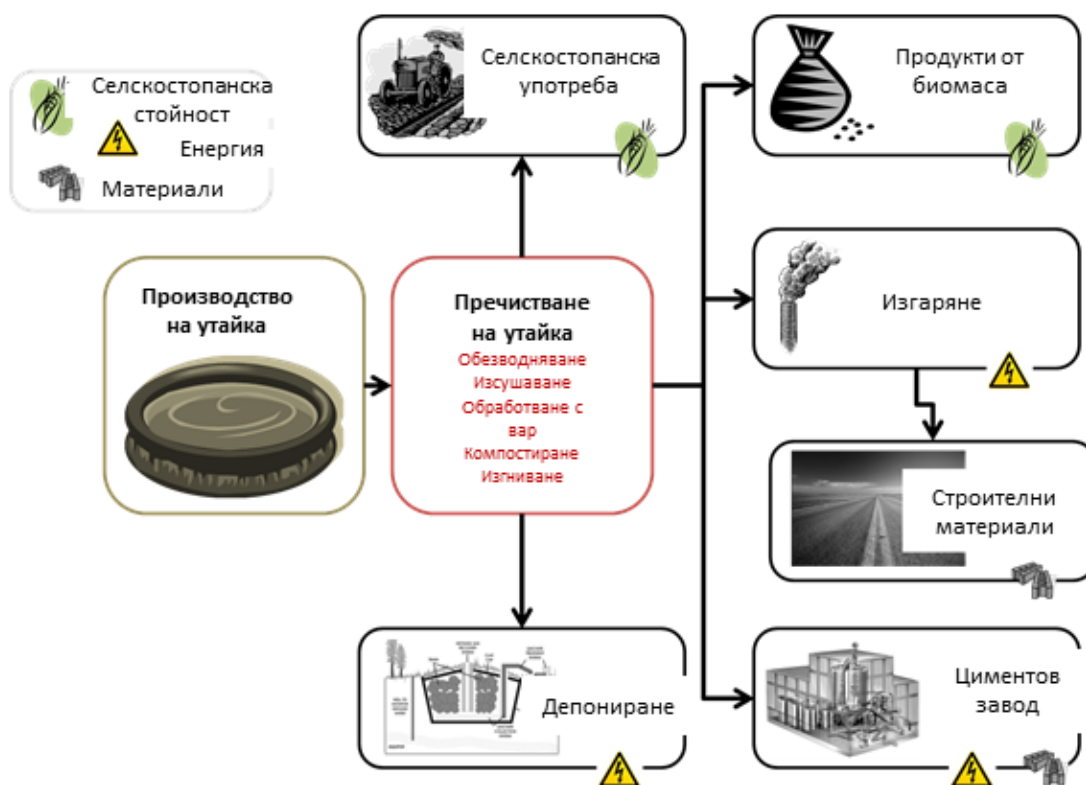 Селскостопанска
стойност
Енергия
Материали
Селскостопанска
употреба
Продукти от
биомаса
Производство
на утайка
Пречистване
на утайка
Обезводняване
Изсушаване
Обработване с
вар
Компостиране
Изгниване
Изгаряне
Строителни
материали
Депониране
Циментов
завод